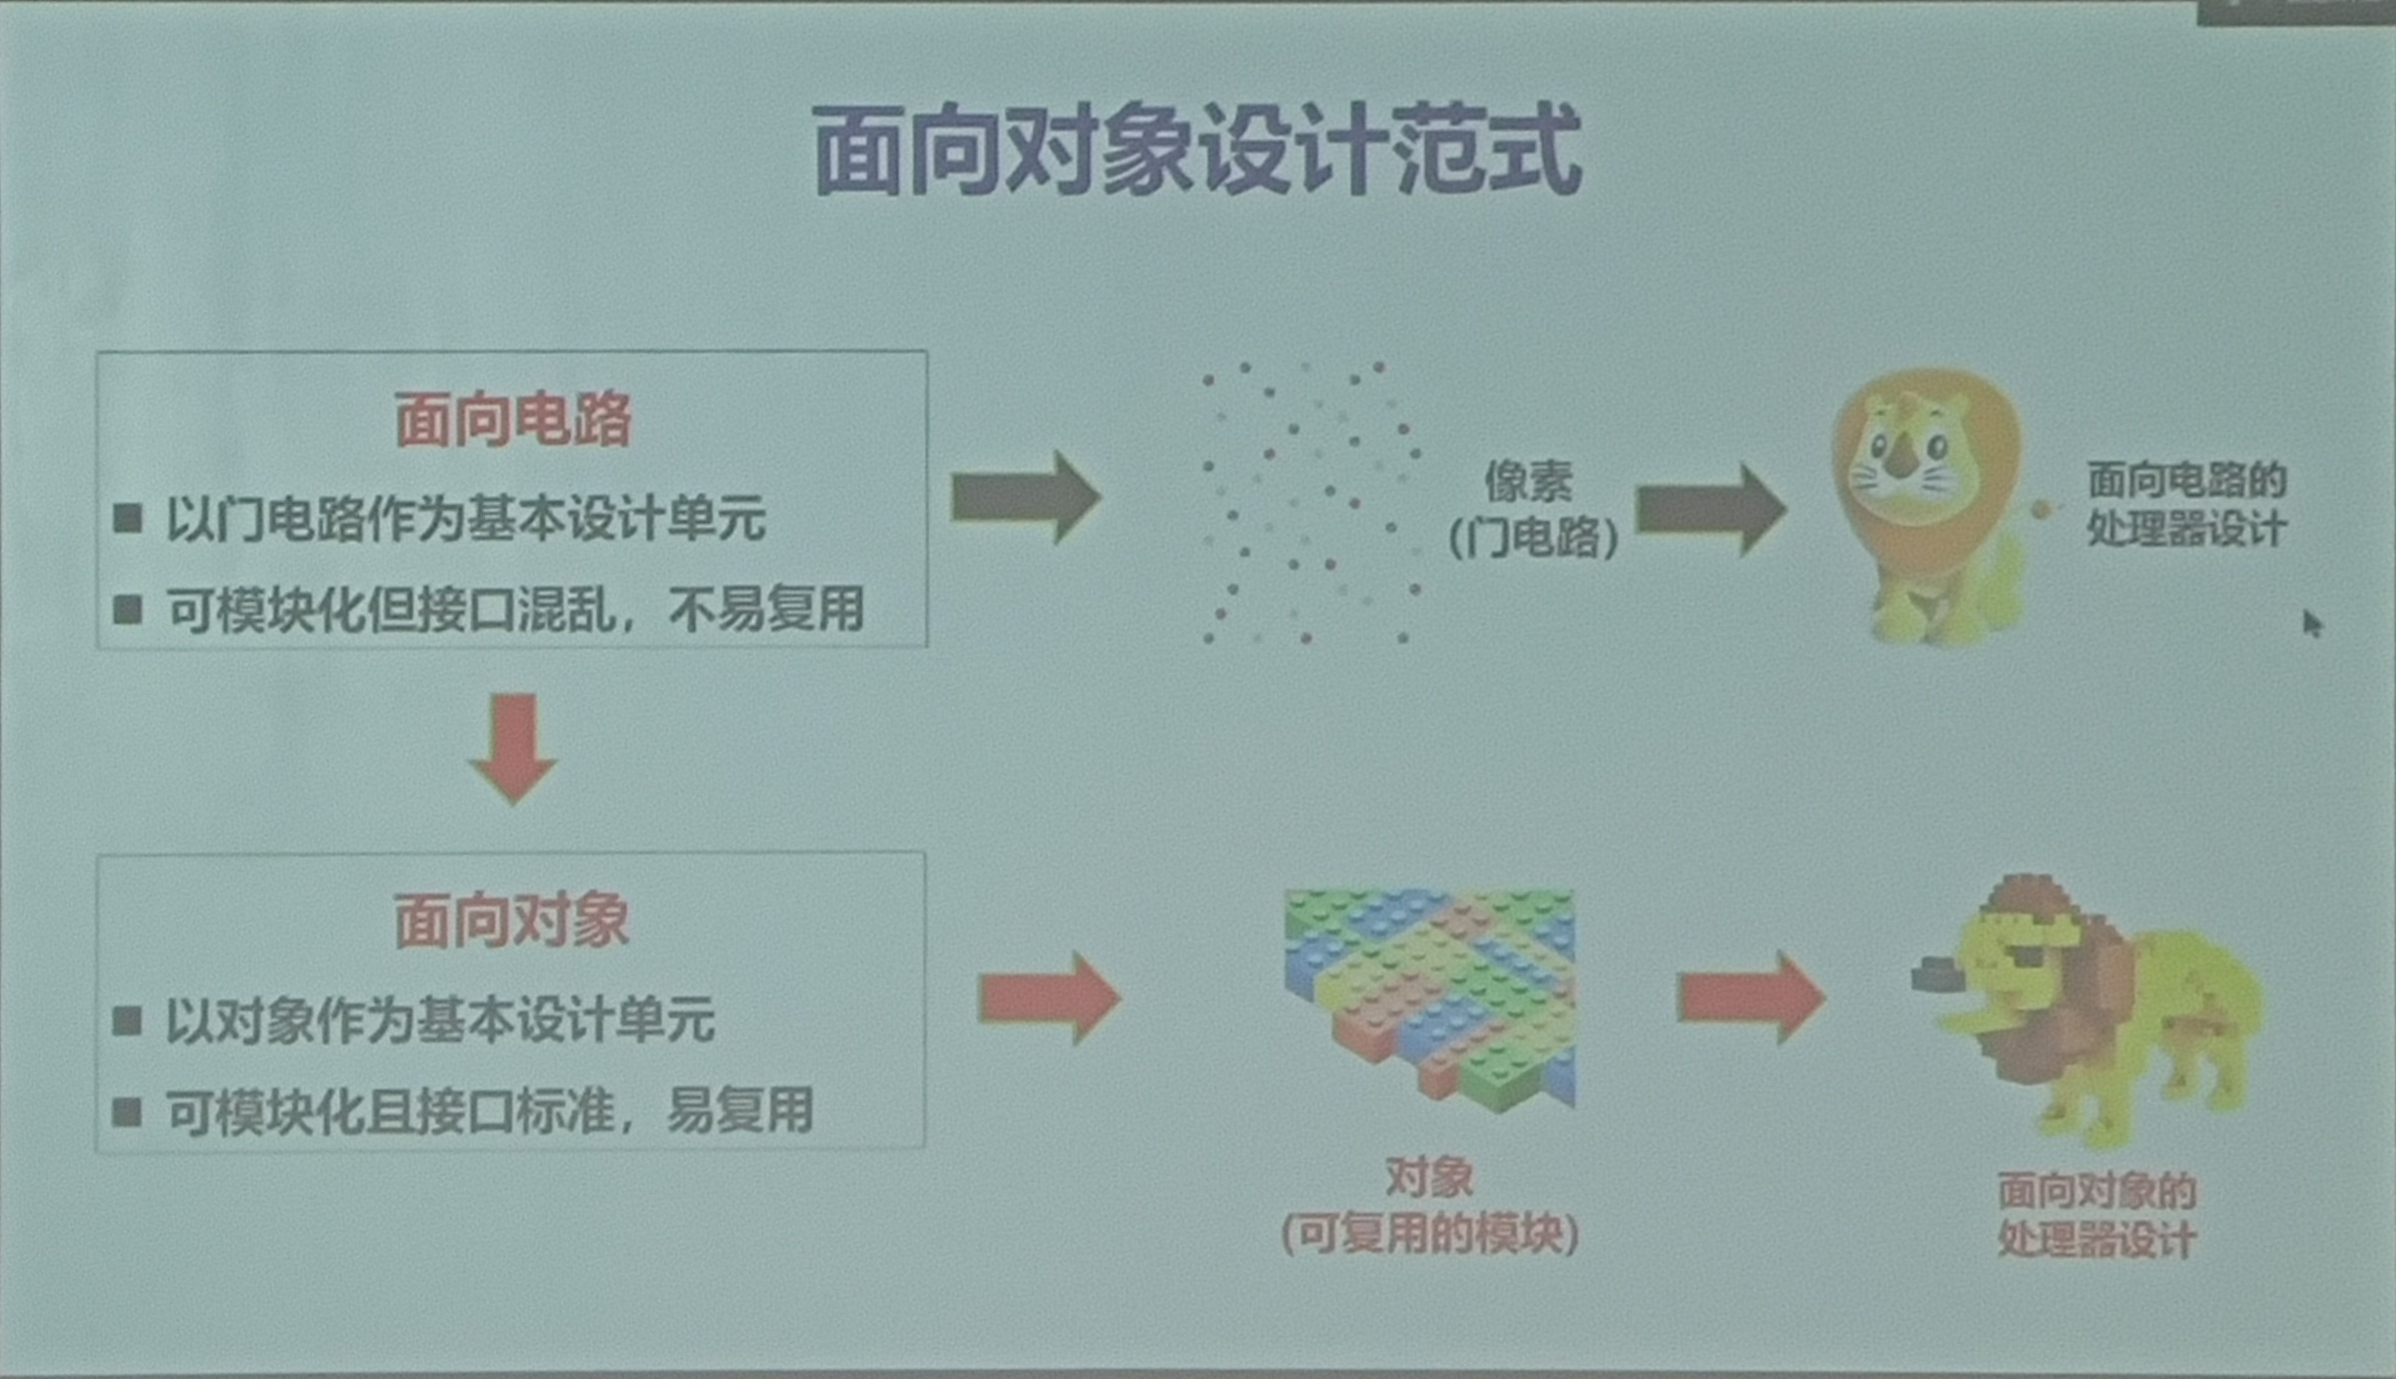 面向对象设计范式
面向电路
■ 以门电路作为基本设计单元
■ 可模块化但接口混乱，不易复用
像素
(门电路)
面向电路的
处理器设计
面向对象
■ 以对象作为基本设计单元
■ 可模块化且接口标准，易复用
对象
(可复用的模块)
面向对象的
处理器设计